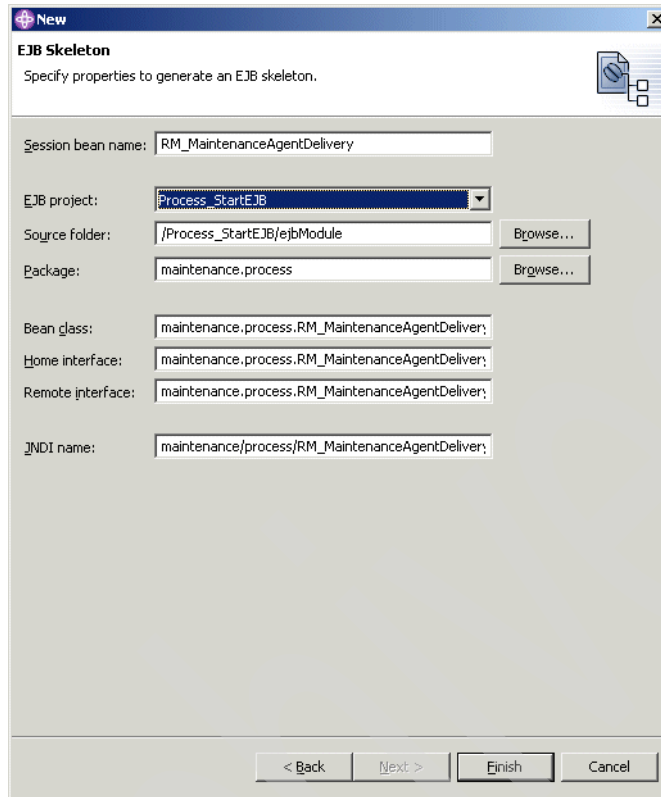 New
EJB Skeleton
Specify properties to generate an EJB skeleton.
Session bean name: RM_MaintenanceAgentDelivery
EJB project: Process_StartEJB
Source folder: /Process_StartEJB/ejbModule Browse...
Package: maintenance.process Browse...
Bean class: maintenance.process.RM_MaintenanceAgentDelivery
Home interface: maintenance.process.RM_MaintenanceAgentDelivery
Remote interface: maintenance.process.RM_MaintenanceAgentDelivery
JNDI name: maintenance/process/RM_MaintenanceAgentDelivery
< Back Next > Finish Cancel